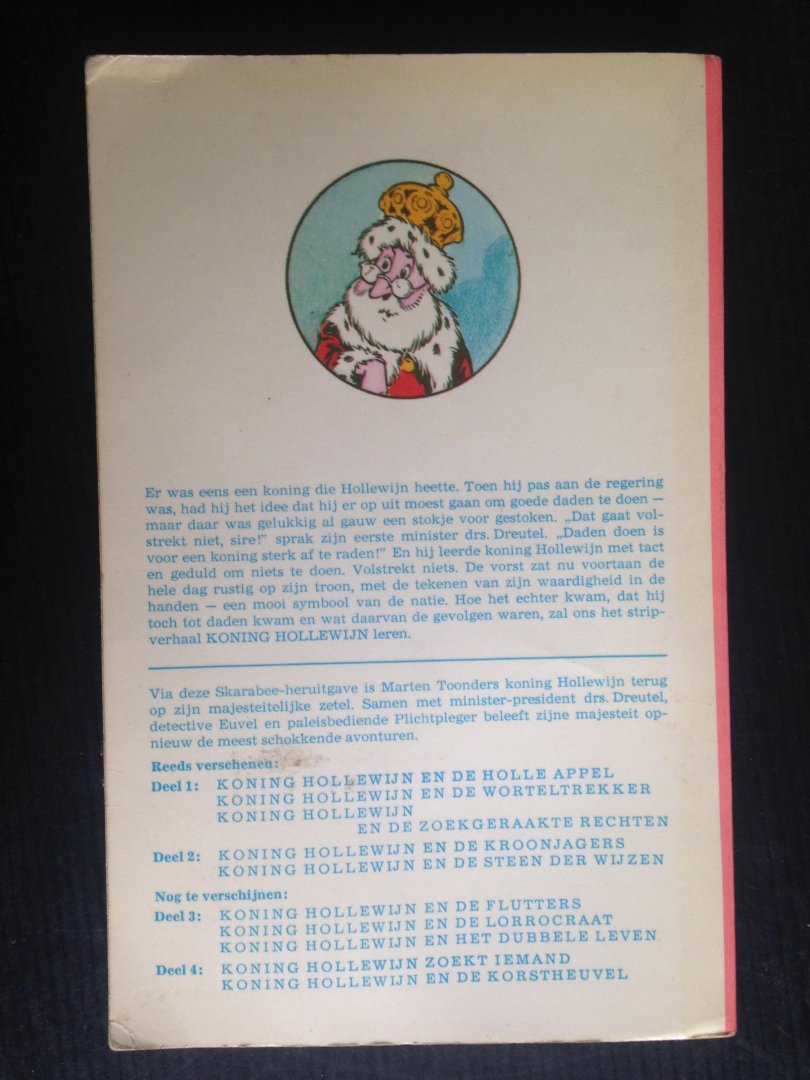 Er was eens een koning die Hollewijn heette. Toen hij pas aan de regering
was, had hij het idee dat hij er op uit moest gaan om goede daden te doen —
maar daar was gelukkig al gauw een stokje voor gestoken. „Dat gaat vol-
strekt niet, sire!” sprak zijn eerste minister drs. Dreutel. „Daden doen is
voor een koning sterk af te raden!” En hij leerde koning Hollewijn met tact
en geduld om niets te doen. Volstrekt niets. De vorst zat nu voortaan de
hele dag rustig op zijn troon, met de tekenen van zijn waardigheid in de
handen — een mooi symbool van de natie. Hoe het echter kwam, dat hij
toch tot daden kwam en wat daarvan de gevolgen waren, zal ons het strip-
verhaal KONING HOLLEWIJN leren.
Via deze Skarabee-heruitgave is Marten Toonders koning Hollewijn terug
op zijn majesteitelijke zetel. Samen met minister-president drs. Dreutel,
detective Euvel en paleisbediende Plichtpleger beleeft zijne majesteit op-
nieuw de meest schokkende avonturen.
Reeds verschenen:
Deel 1: KONING HOLLEWIJN EN DE HOLLE APPEL
KONING HOLLEWIJN EN DE WORTELTREKKER
KONING HOLLEWIJN
EN DE ZOEKGERAAKTE RECHTEN
Deel 2: KONING HOLLEWIJN EN DE KROONJAGERS
KONING HOLLEWIJN EN DE STEEN DER WIJZEN
Nog te verschijnen:
Deel 3: KONING HOLLEWIJN EN DE FLUTTERS
KONING HOLLEWIJN EN DE LORROCRAAT
KONING HOLLEWIJN EN HET DUBBELE LEVEN
Deel 4: KONING HOLLEWIJN ZOEKT IEMAND
KONING HOLLEWIJN EN DE KORSTHEUVEL